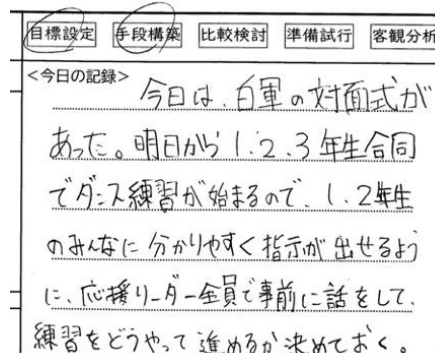 目標設定 手段構築 比較検討 準備試行 客観分析
<今日の記録>
今日は、白軍の対面式が
あった。明日から1.2.3年生合同
でダンス練習が始まるので、1.2年生
のみんなに分かりやすく指示が出せるよう
に、応援リーダー全員で事前に話をして、
練習をどうやって進めるか決めておく。